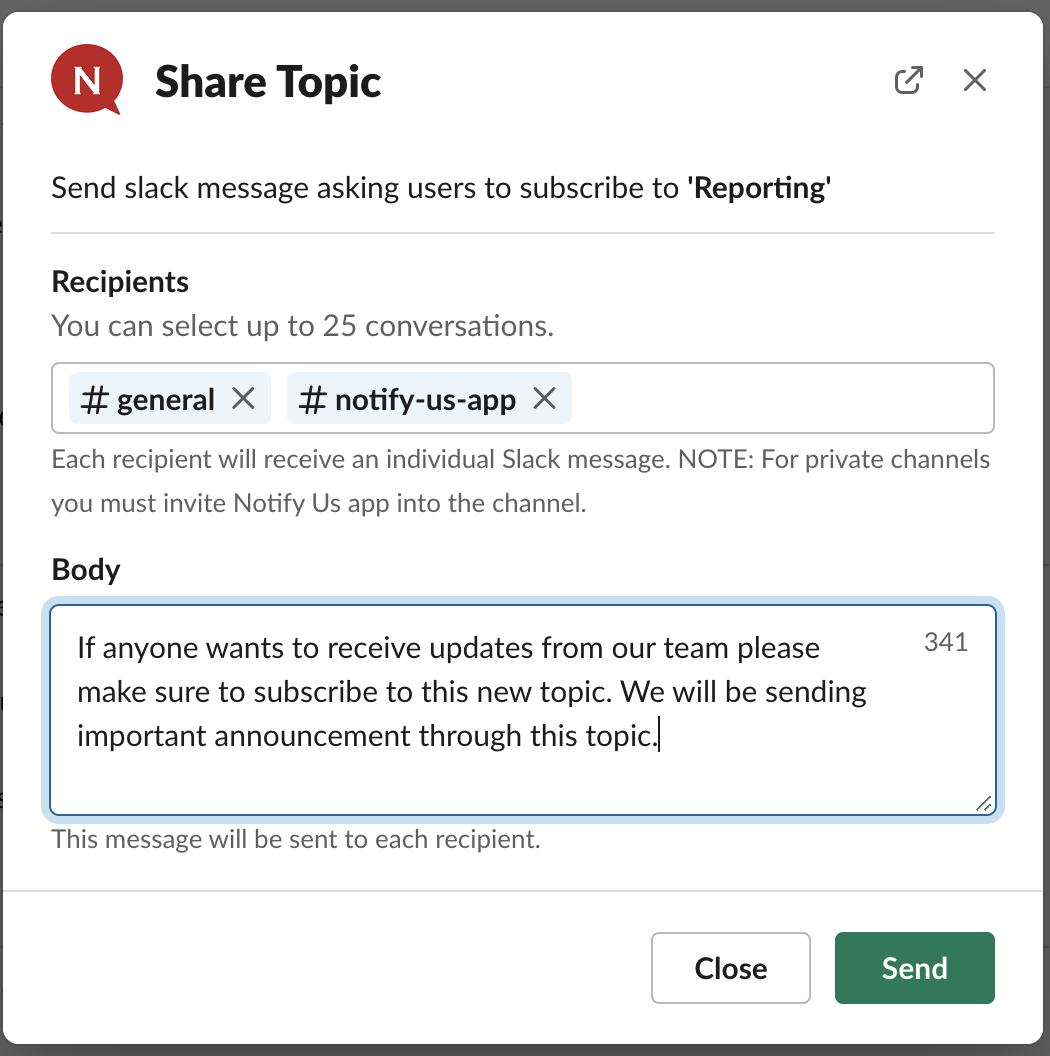 N
Share Topic
Send slack message asking users to subscribe to 'Reporting'
Recipients
You can select up to 25 conversations.
# general
# notify-us-app
Each recipient will receive an individual Slack message. NOTE: For private channels
you must invite Notify Us app into the channel.
Body
If anyone wants to receive updates from our team please
341
make sure to subscribe to this new topic. We will be sending
important announcement through this topic.
This message will be sent to each recipient.
Close
Send